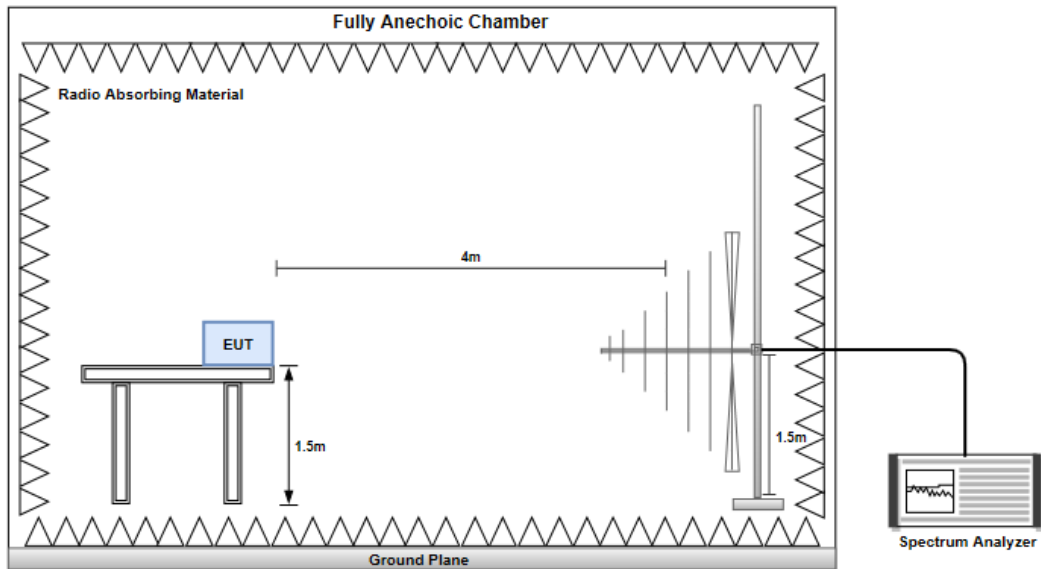 Fully Anechoic Chamber
Radio Absorbing Material
4m
EUT
1.5m
1.5m
Spectrum Analyzer
Ground Plane